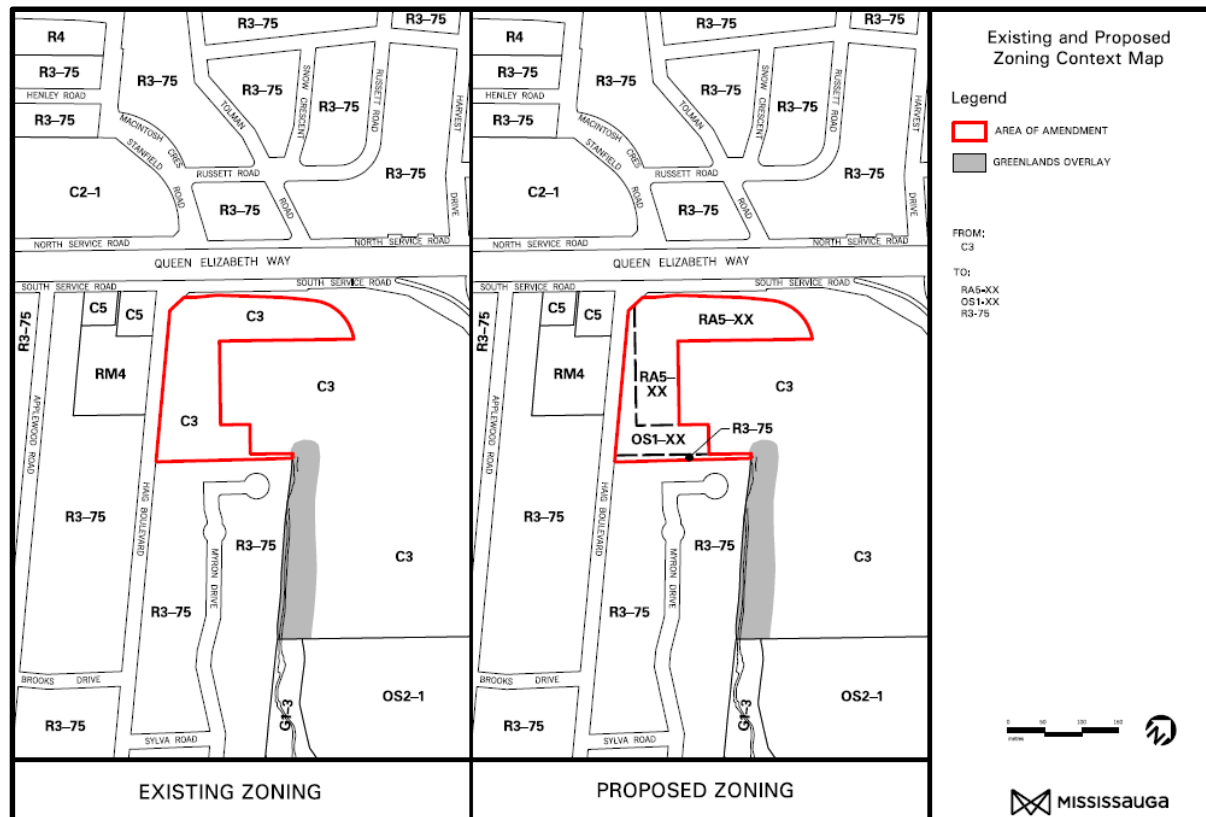 R3–75
R3–75
R4
R3–75
R3–75
R3–75
R3–75
HENLEY ROAD
R3–75
TOLMAN
SNOW CRESCENT
RUSSETT ROAD
HARVEST
DRIVE
MACINTOSH CRES
STANFIELD
ROAD
RUSSETT ROAD
R3–75
C2–1
R3–75
ROAD
NORTH SERVICE ROAD
NORTH SERVICE ROAD
QUEEN ELIZABETH WAY
SOUTH SERVICE ROAD
SOUTH SERVICE ROAD
C5
C5
C3
R3–75
RM4
C3
C3
APPLEWOOD ROAD
HAIG BOULEVARD
R3–75
R3–75
MYRON DRIVE
C3
R3–75
BROOKS DRIVE
OS2–1
G1–3
R3–75
SYLVA ROAD
EXISTING ZONING
R3–75
R3–75
R4
R3–75
R3–75
R3–75
R3–75
HENLEY ROAD
R3–75
TOLMAN
SNOW CRESCENT
RUSSETT ROAD
HARVEST
DRIVE
MACINTOSH CRES
STANFIELD
ROAD
RUSSETT ROAD
R3–75
C2–1
R3–75
ROAD
NORTH SERVICE ROAD
NORTH SERVICE ROAD
QUEEN ELIZABETH WAY
SOUTH SERVICE ROAD
SOUTH SERVICE ROAD
C5
C5
RA5–XX
R3–75
RM4
RA5–
XX
C3
APPLEWOOD ROAD
OS1–XX
R3–75
HAIG BOULEVARD
R3–75
R3–75
MYRON DRIVE
C3
R3–75
BROOKS DRIVE
OS2–1
G1–3
R3–75
SYLVA ROAD
PROPOSED ZONING
Existing and Proposed
Zoning Context Map
Legend
AREA OF AMENDMENT
GREENLANDS OVERLAY
FROM:
C3
TO:
RA5-XX
OS1-XX
R3-75
0 50 100 150
metres
MISSISSAUGA